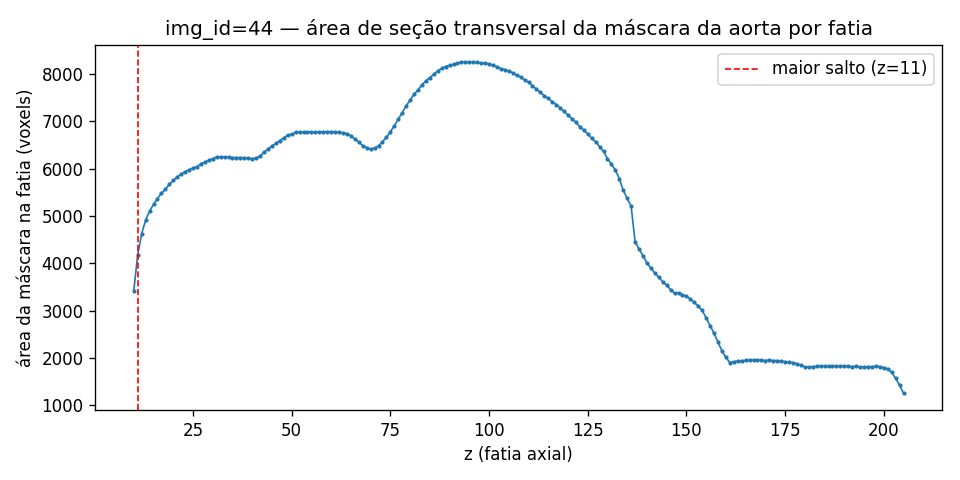 img_id=44 — área de seção transversal da máscara da aorta por fatia
maior salto (z=11)
área da máscara na fatia (voxels)
8000
7000
6000
5000
4000
3000
2000
1000
25 50 75 100 125 150 175 200
z (fatia axial)